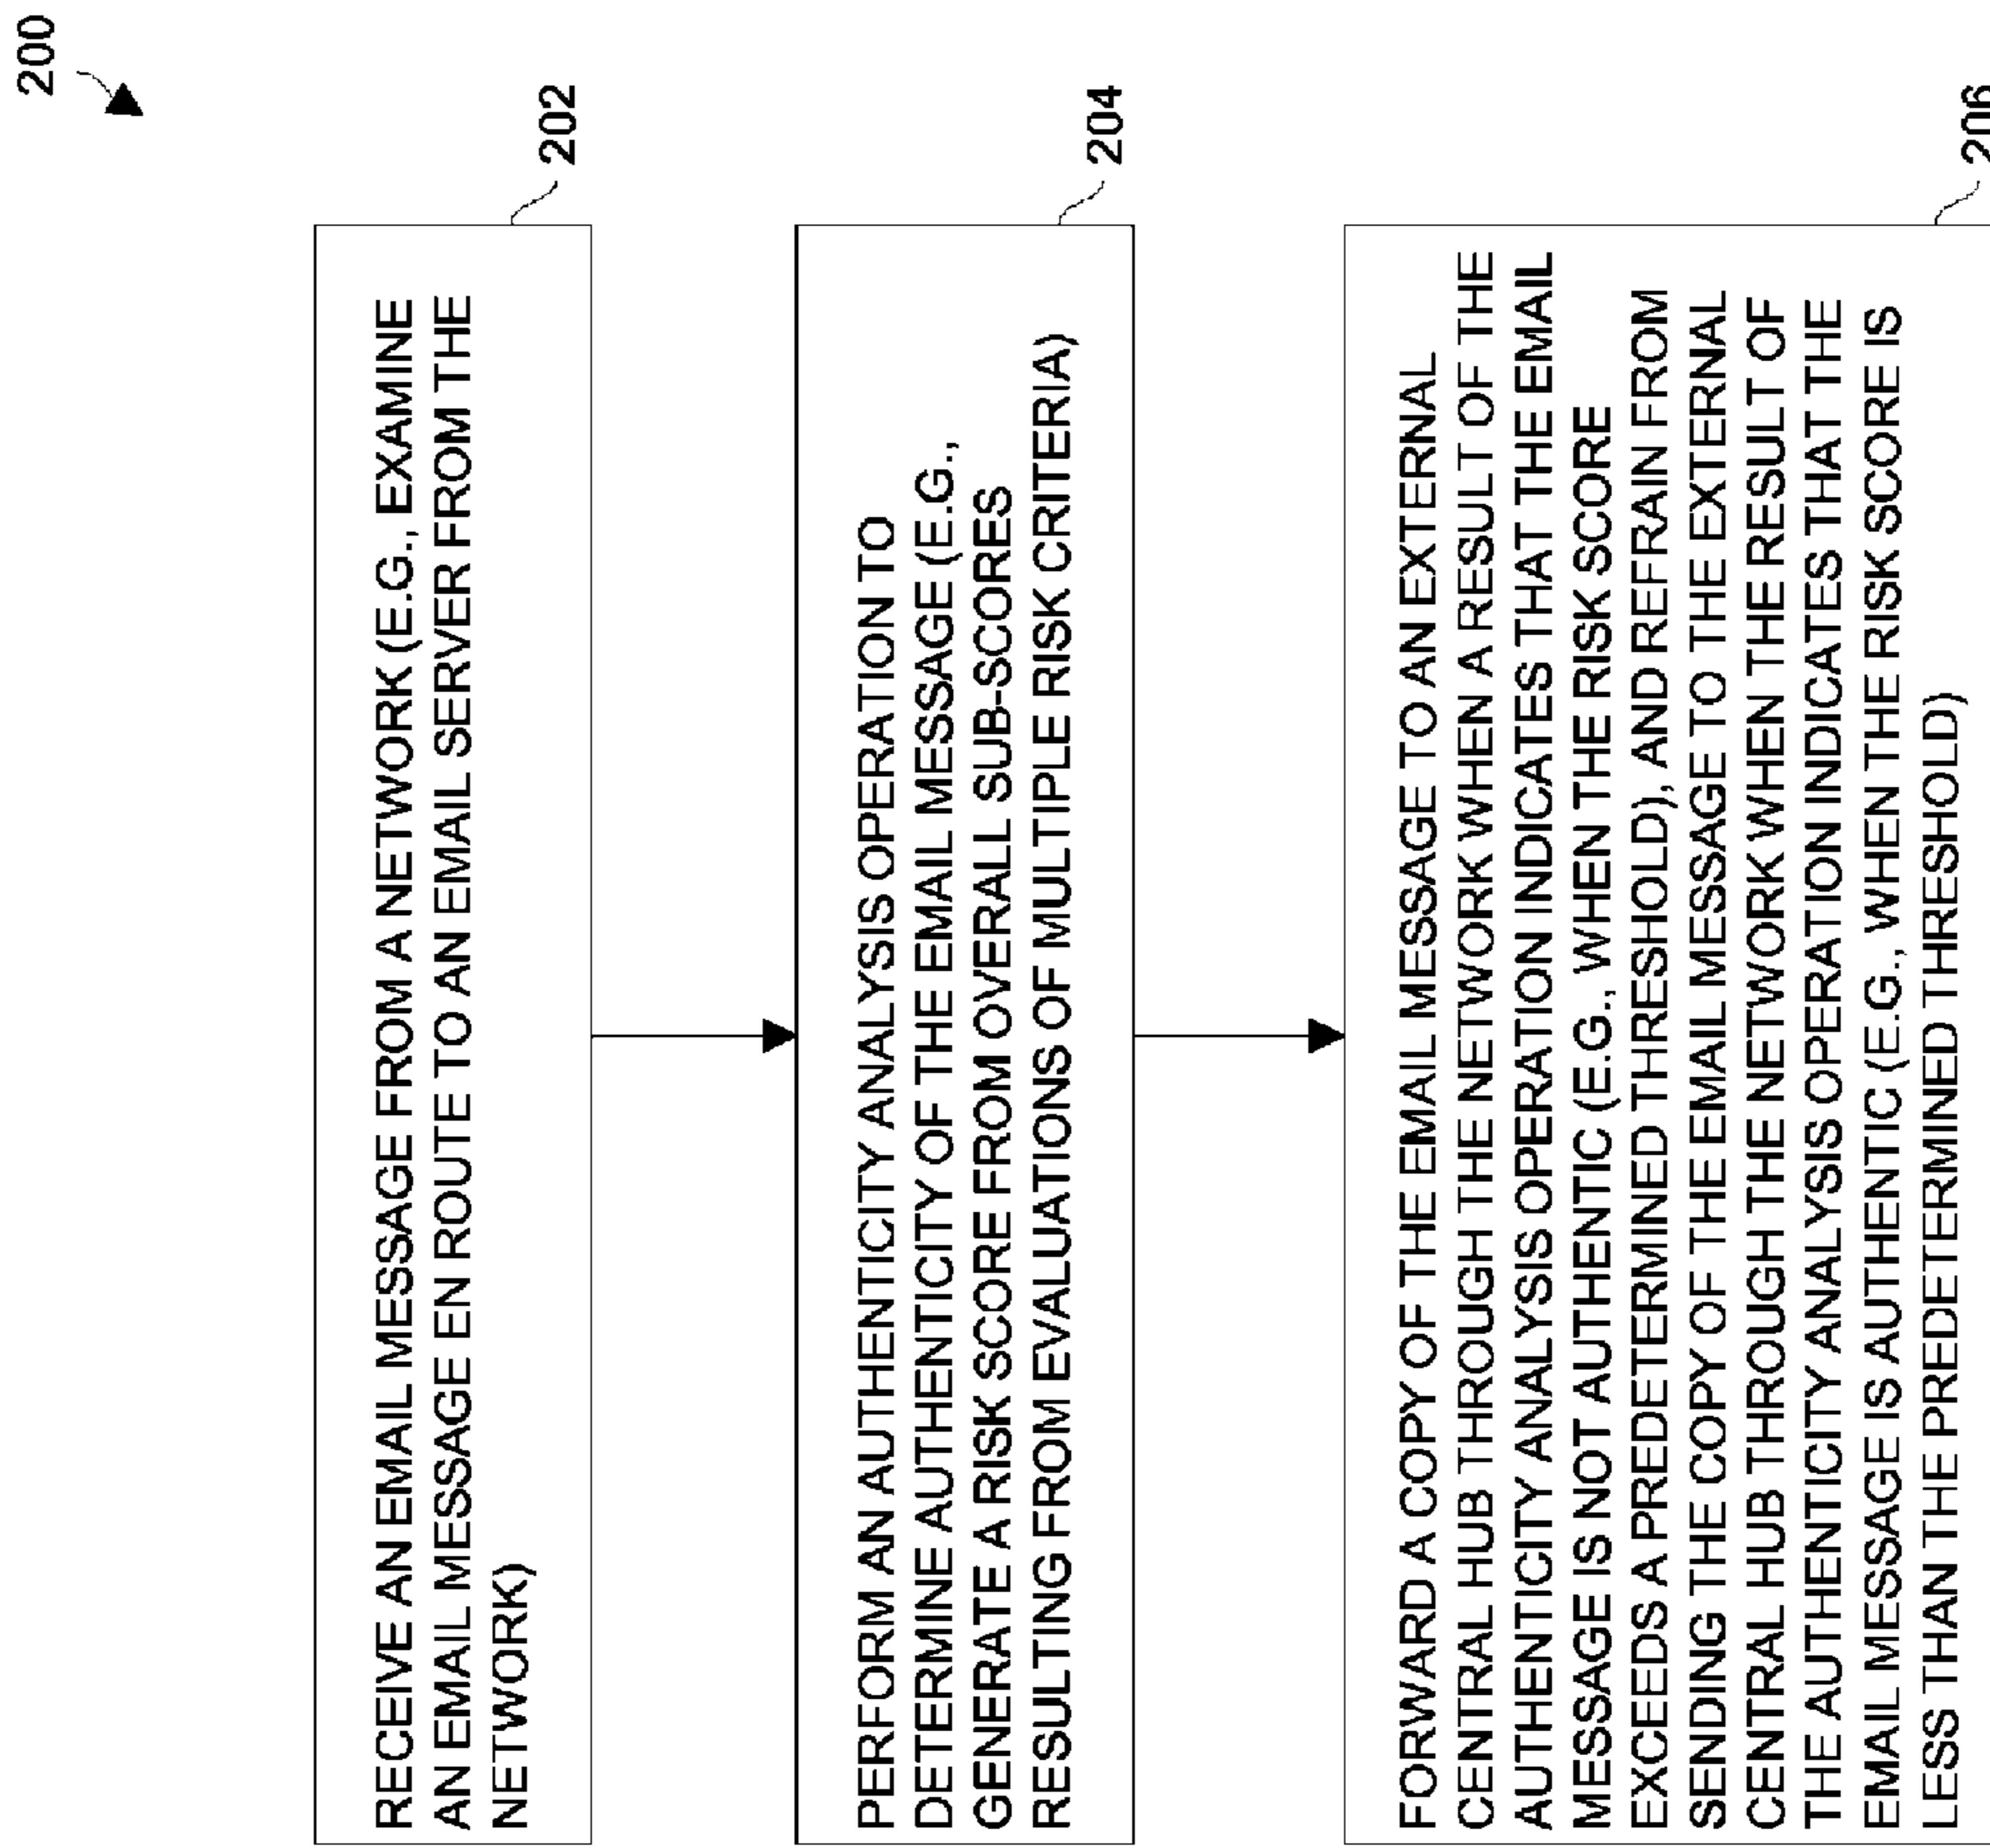 200
RECEIVE AN EMAIL MESSAGE FROM A NETWORK (E.G., EXAMINE
AN EMAIL MESSAGE EN ROUTE TO AN EMAIL SERVER FROM THE
NETWORK)
202
PERFORM AN AUTHENTICITY ANALYSIS OPERATION TO
DETERMINE AUTHENTICITY OF THE EMAIL MESSAGE (E.G.,
GENERATE A RISK SCORE FROM OVERALL SUB-SCORES
RESULTING FROM EVALUATIONS OF MULTIPLE RISK CRITERIA)
204
FORWARD A COPY OF THE EMAIL MESSAGE TO AN EXTERNAL
CENTRAL HUB THROUGH THE NETWORK WHEN A RESULT OF THE
AUTHENTICITY ANALYSIS OPERATION INDICATES THAT THE EMAIL
MESSAGE IS NOT AUTHENTIC (E.G., WHEN THE RISK SCORE
EXCEEDS A PREDETERMINED THRESHOLD), AND REFRAIN FROM
SENDING THE COPY OF THE EMAIL MESSAGE TO THE EXTERNAL
CENTRAL HUB THROUGH THE NETWORK WHEN THE RESULT OF
THE AUTHENTICITY ANALYSIS OPERATION INDICATES THAT THE
EMAIL MESSAGE IS AUTHENTIC (E.G., WHEN THE RISK SCORE IS
LESS THAN THE PREDETERMINED THRESHOLD)
206